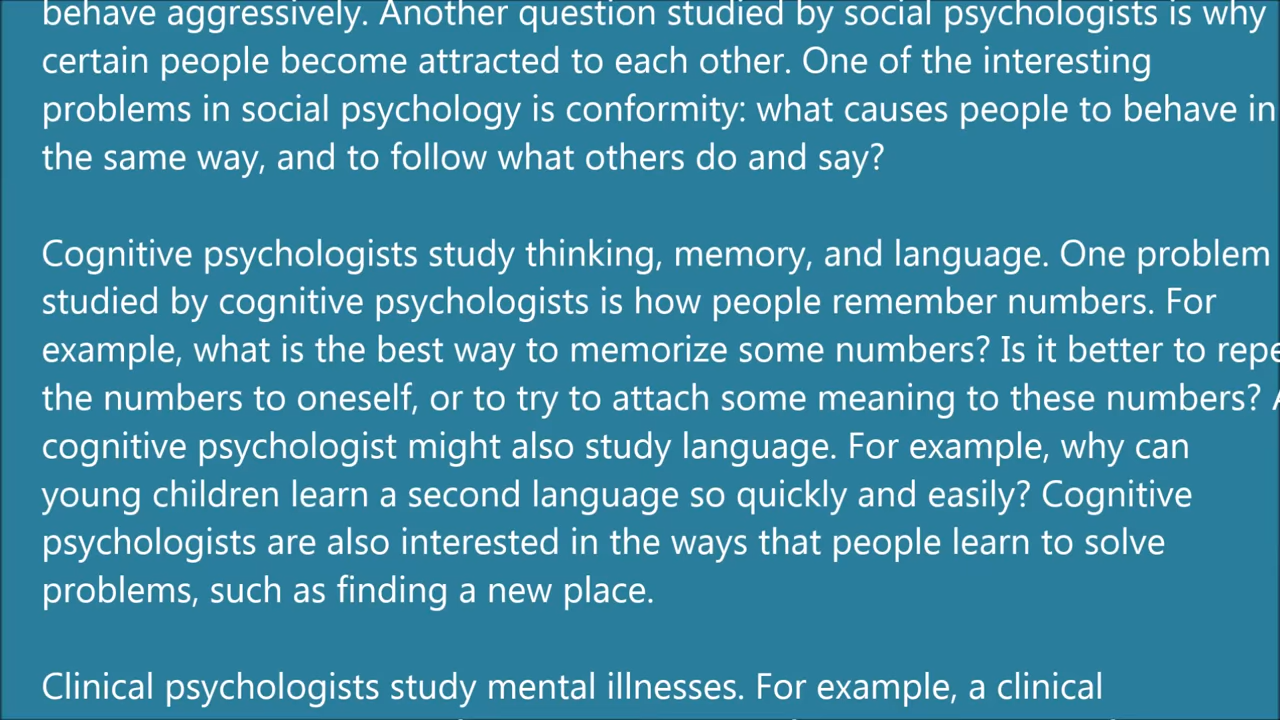 behave aggressively. Another question studied by social psychologists is why
certain people become attracted to each other. One of the interesting
problems in social psychology is conformity: what causes people to behave in
the same way, and to follow what others do and say?
Cognitive psychologists study thinking, memory, and language. One problem
studied by cognitive psychologists is how people remember numbers. For
example, what is the best way to memorize some numbers? Is it better to
the numbers to oneself, or to try to attach some meaning to these numbers?
cognitive psychologist might also study language. For example, why can
young children learn a second language so quickly and easily? Cognitive
psychologists are also interested in the ways that people learn to solve
problems, such as finding a new place.
Clinical psychologists study mental illnesses. For example, a clinical